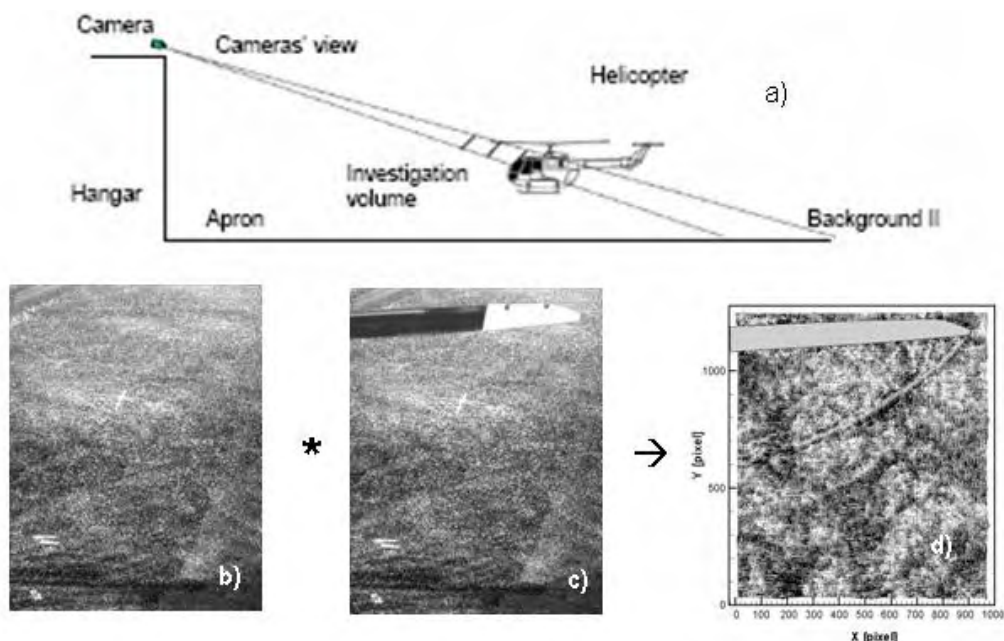 Camera
Cameras´ view
Helicopter
a)
Investigation
volume
Hangar
Apron
Background II
b)
*
c)
→
d)
Y [pixel]
1000
500
0
0 100 200 300 400 500 600 700 800 900 1000
X [pixel]